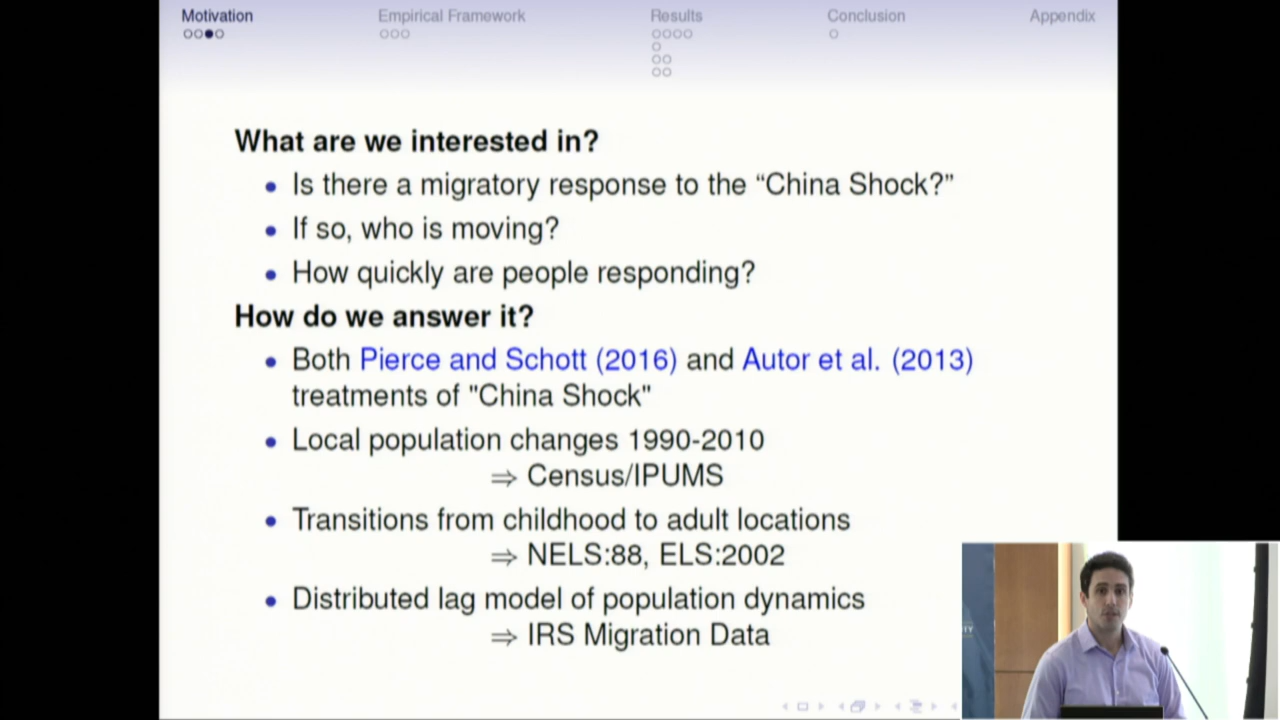 Motivation Empirical Framework Results Conclusion Appendix
What are we interested in?
• Is there a migratory response to the “China Shock?”
• If so, who is moving?
• How quickly are people responding?
How do we answer it?
• Both Pierce and Schott (2016) and Autor et al. (2013)
treatments of "China Shock"
• Local population changes 1990-2010
⇒ Census/IPUMS
• Transitions from childhood to adult locations
⇒ NELS:88, ELS:2002
• Distributed lag model of population dynamics
⇒ IRS Migration Data